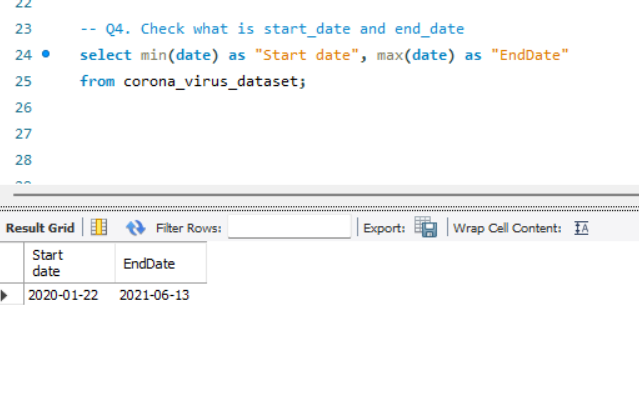 22
23 -- Q4. Check what is start_date and end_date
24 select min(date) as "Start date", max(date) as "EndDate"
25 from corona_virus_dataset;
26
27
28
Result Grid Filter Rows: Export: Wrap Cell Content: IA
Start date EndDate
2020-01-22 2021-06-13